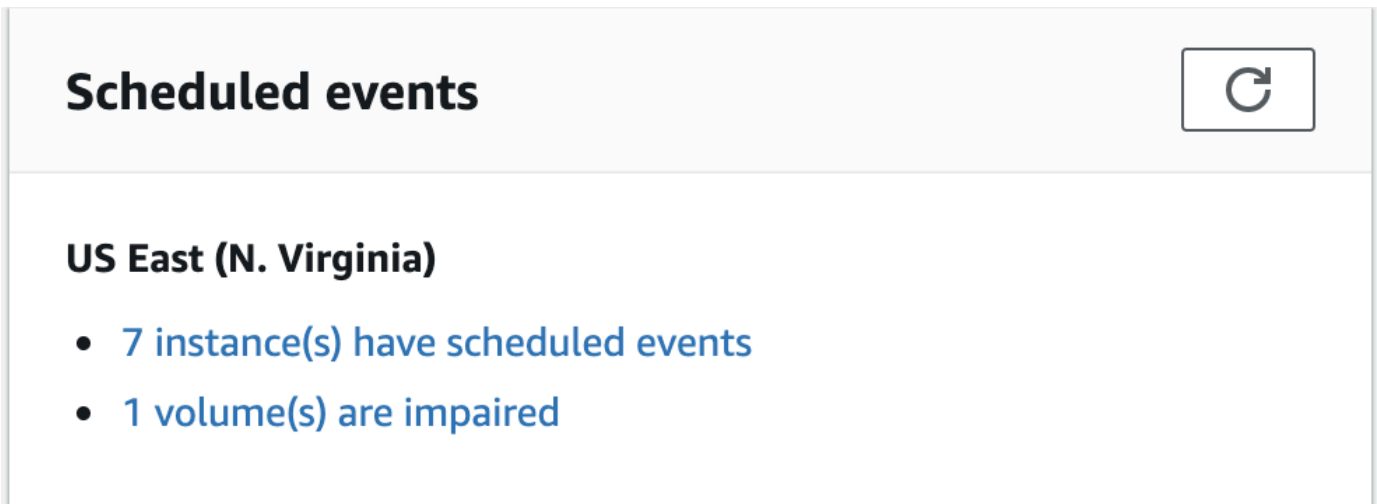 Scheduled events
US East (N. Virginia)
7 instance(s) have scheduled events
1 volume(s) are impaired